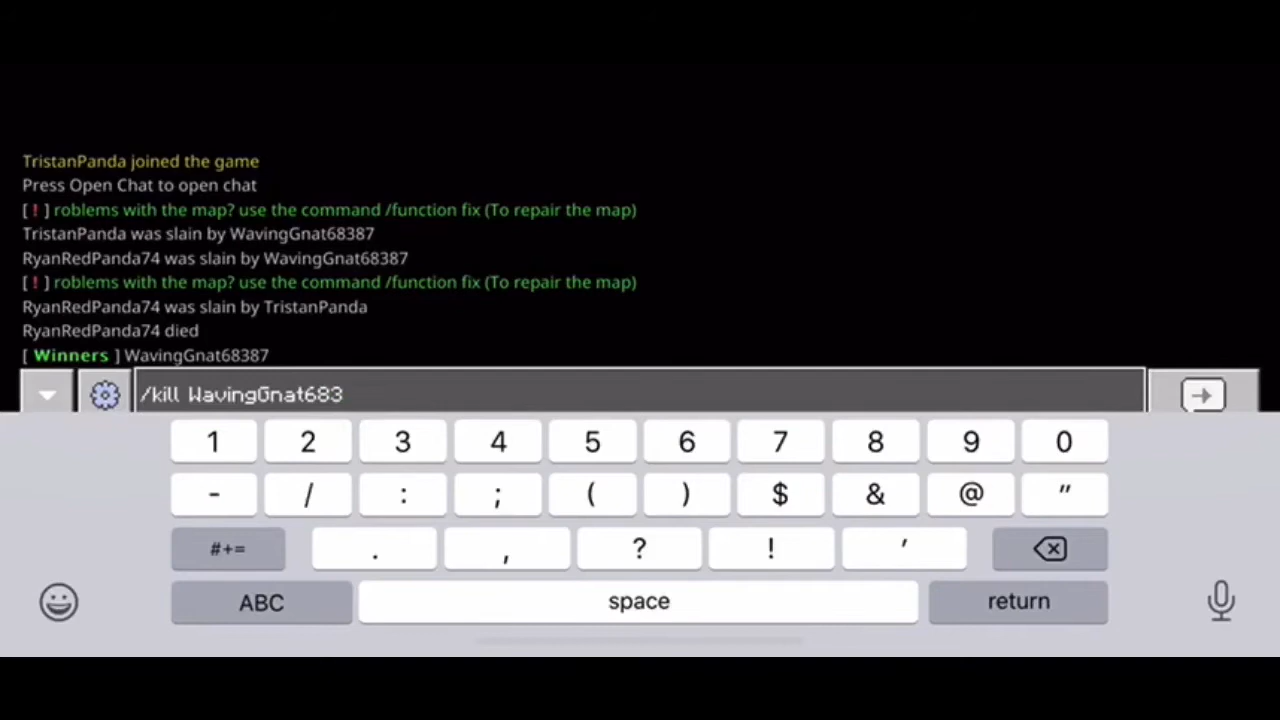 TristanPanda joined the game
Press Open Chat to open chat
[ ! ] roblems with the map? use the command /function fix (To repair the map)
TristanPanda was slain by WavingGnat68387
RyanRedPanda74 was slain by WavingGnat68387
[ ! ] roblems with the map? use the command /function fix (To repair the map)
RyanRedPanda74 was slain by TristanPanda
RyanRedPanda74 died
[ Winners ] WavingGnat68387
/kill WavingGnat683
1 2 3 4 5 6 7 8 9 0
- / : ; ( ) $ & @ "
#+= . , ? ! '
ABC space return